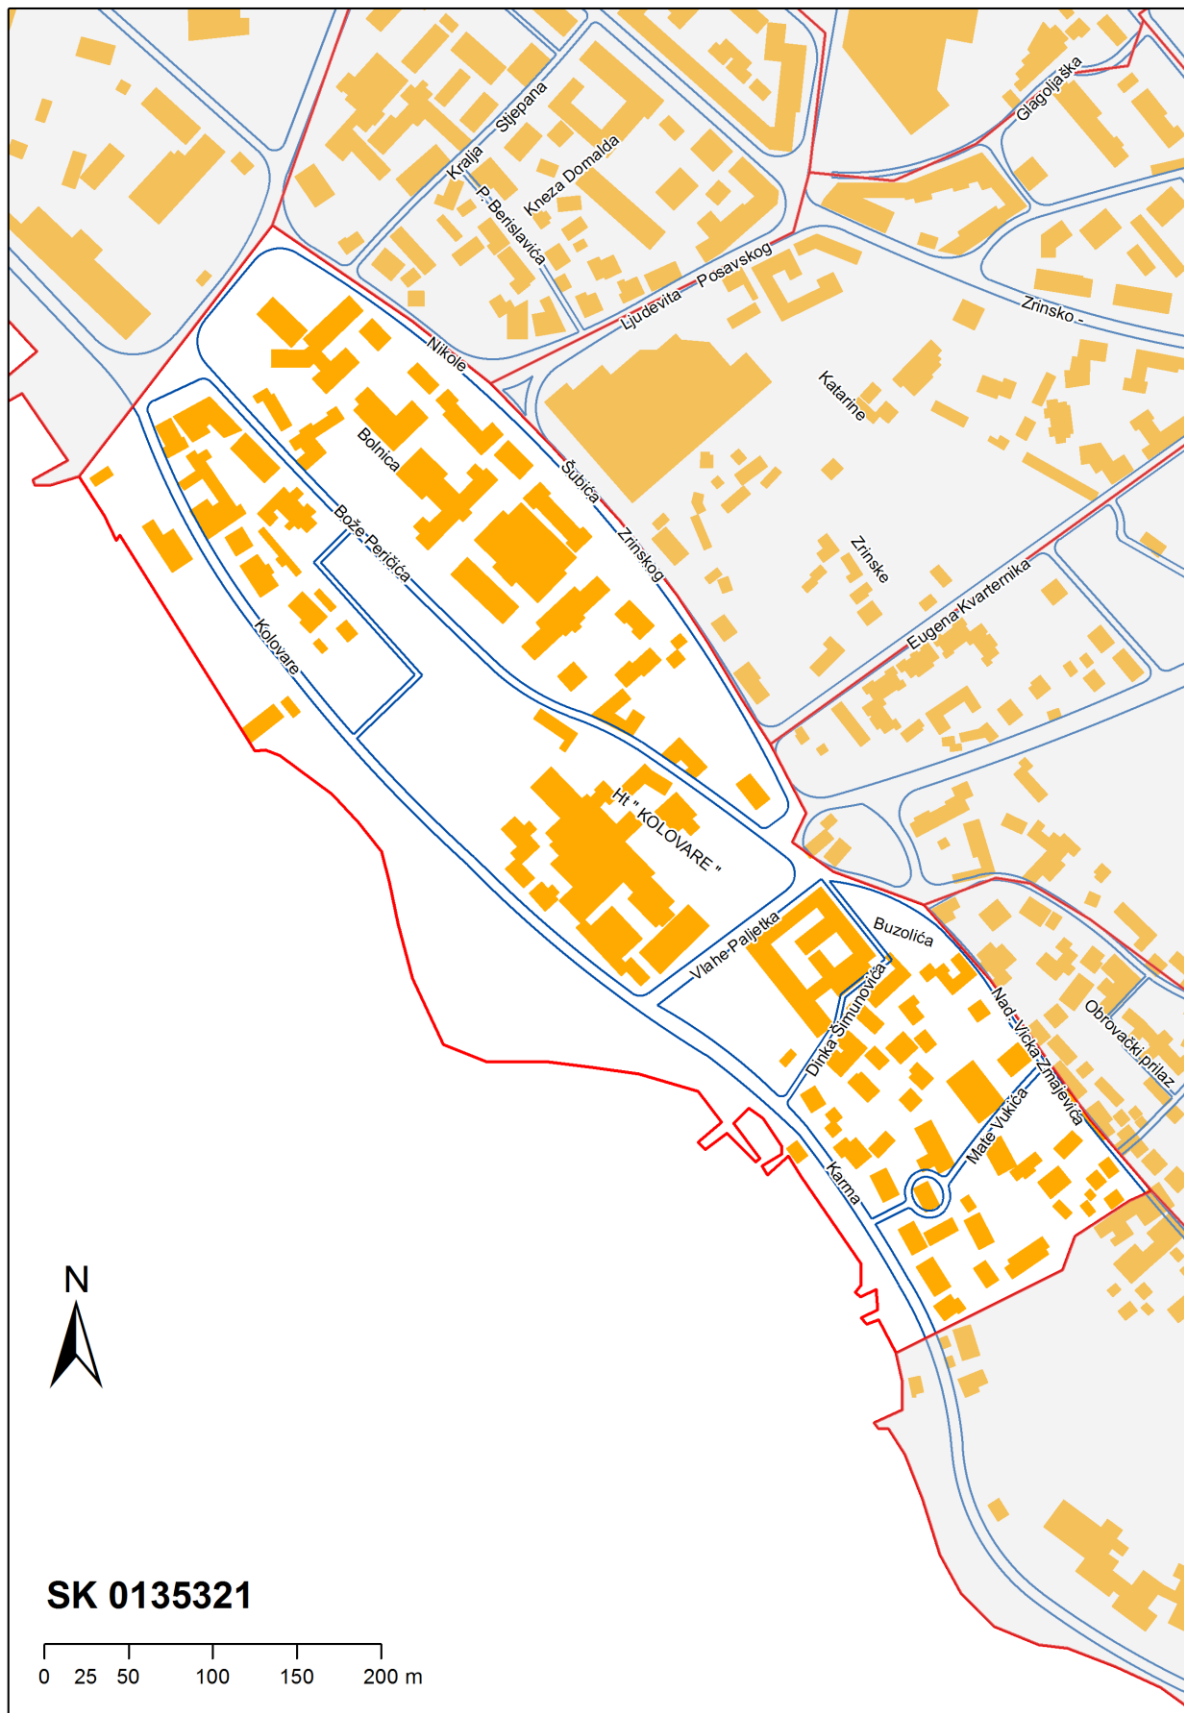 Glagoljaška
Kralja Stjepana
Kneza Domalda
P. Berislavića
Ljudevita Posavskog
Zrinsko -
Nikole
Katarine
Bolnica
Šubića
Bože Peričića
Zrinskog
Zrinske
Eugena Kvarternika
Kolovare
Ht " KOLOVARE "
Vlahe Paljetka
Buzolića
Dinka Šimunovića
Nad. Vicka Zmajevića
Obrovački prilaz
Mate Vukića
Karma
N
SK 0135321
0 25 50 100 150 200 m